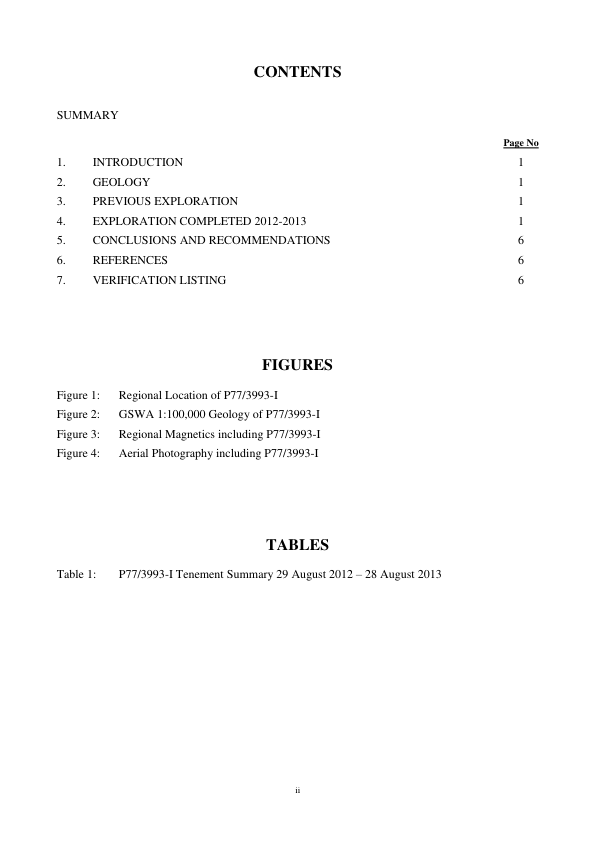 CONTENTS
SUMMARY
Page No
1. INTRODUCTION 1
2. GEOLOGY 1
3. PREVIOUS EXPLORATION 1
4. EXPLORATION COMPLETED 2012-2013 1
5. CONCLUSIONS AND RECOMMENDATIONS 6
6. REFERENCES 6
7. VERIFICATION LISTING 6
FIGURES
Figure 1: Regional Location of P77/3993-I
Figure 2: GSWA 1:100,000 Geology of P77/3993-I
Figure 3: Regional Magnetics including P77/3993-I
Figure 4: Aerial Photography including P77/3993-I
TABLES
Table 1: P77/3993-I Tenement Summary 29 August 2012 – 28 August 2013
ii